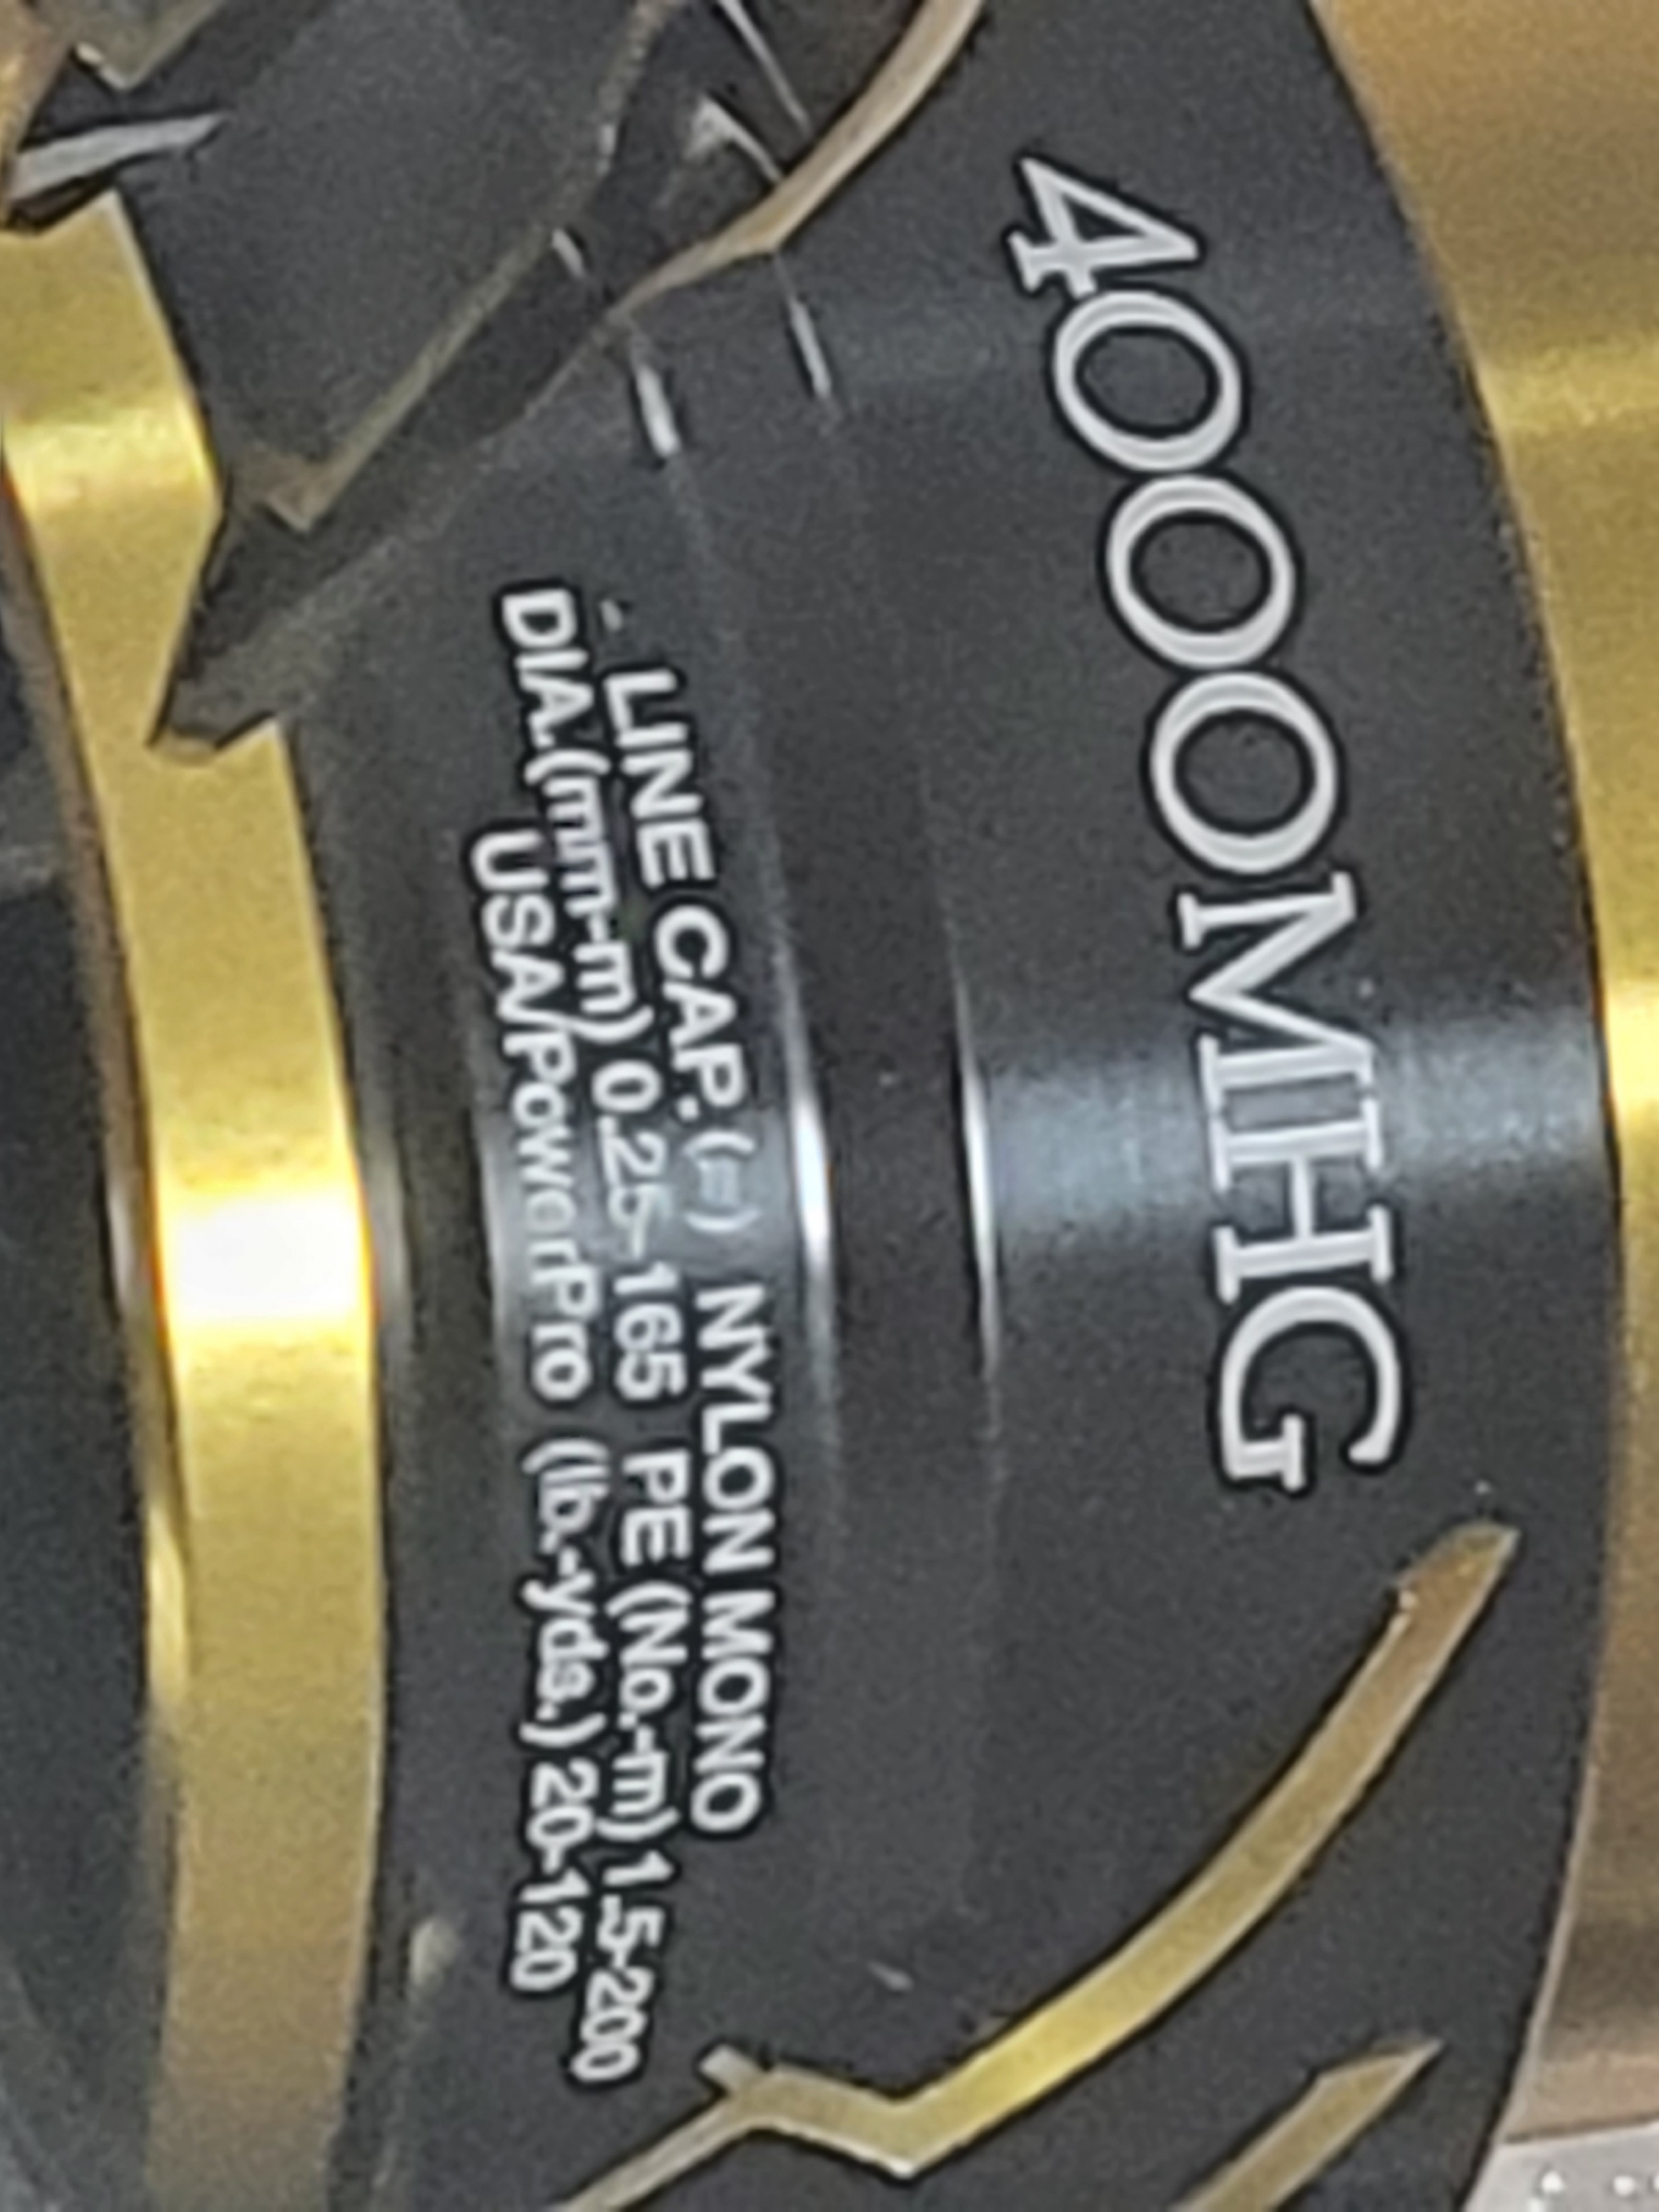 4000MHG
LINE CAP. (≈) NYLON MONO
DIA.(mm-m) 0.25-165 PE (No.-m) 1.5-200
USA/PowerPro (lb.-yds.) 20-120